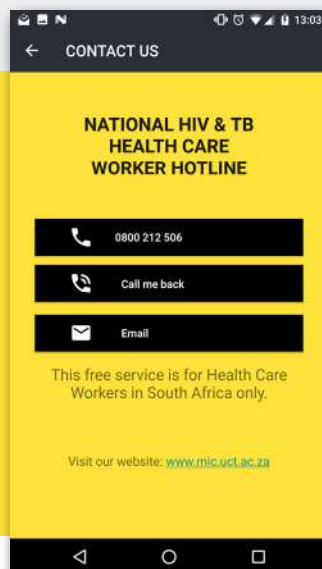 13:03
CONTACT US
NATIONAL HIV & TB
HEALTH CARE
WORKER HOTLINE
0800 212 506
Call me back
Email
This free service is for Health Care
Workers in South Africa only.
Visit our website: www.mic.uct.ac.za